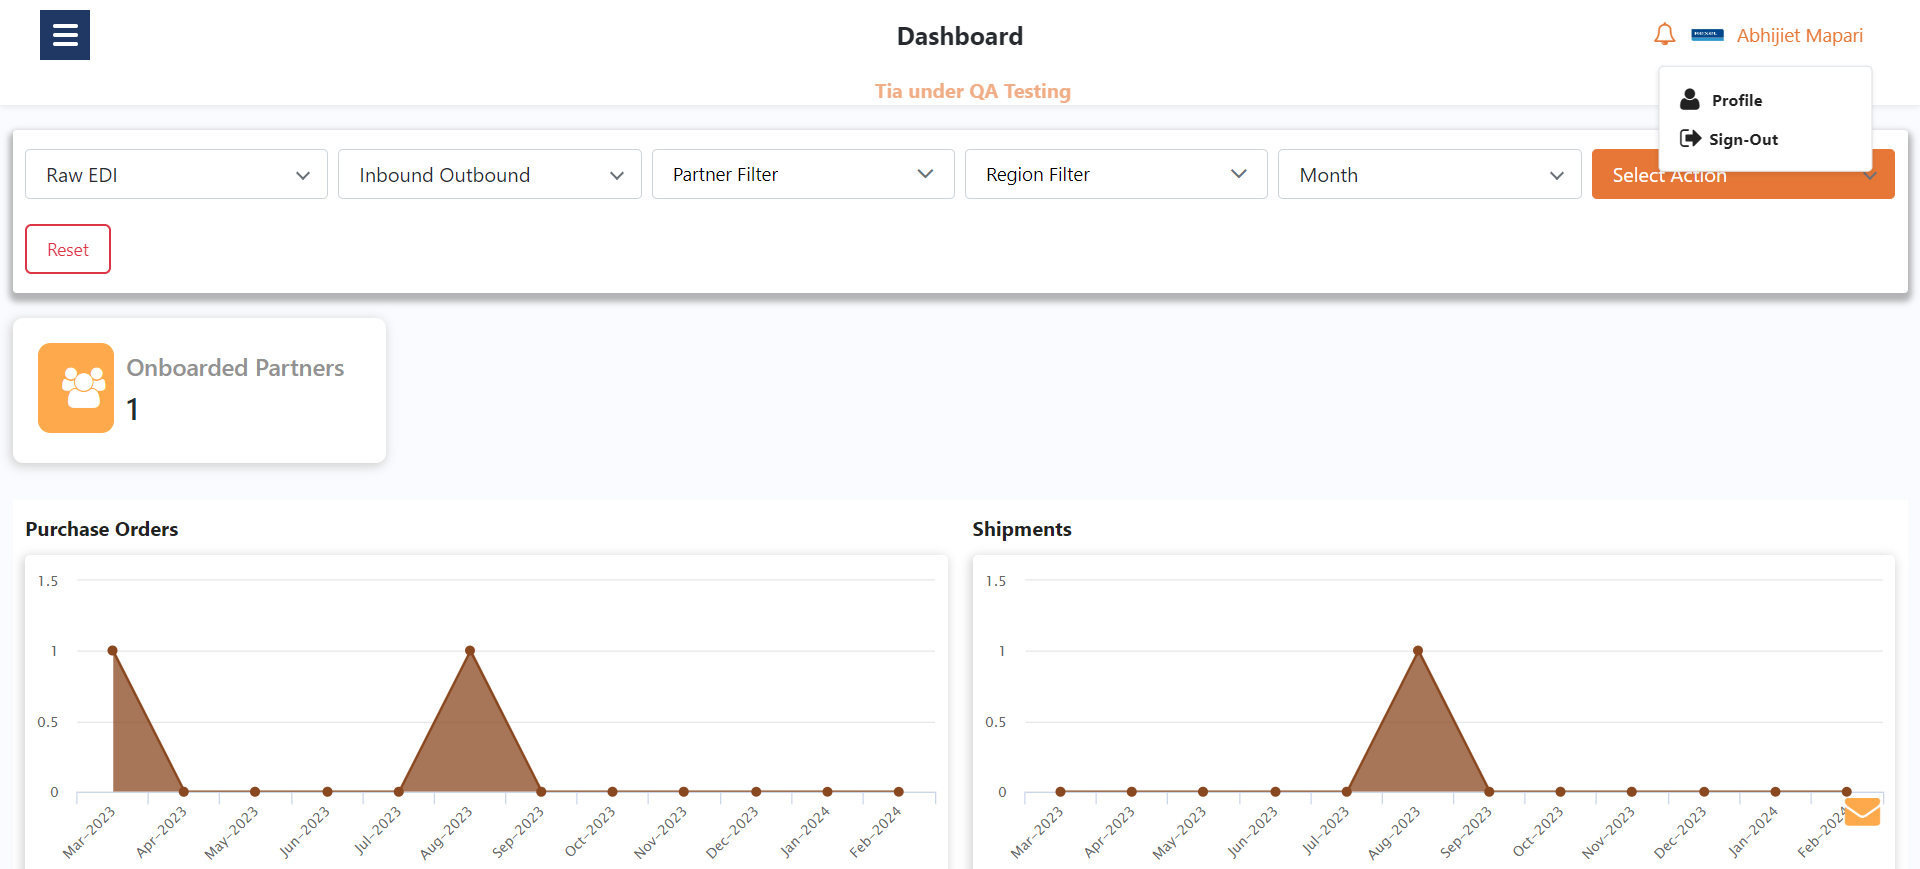 Dashboard
Abhijiet Mapari
Tia under QA Testing
Profile
Sign-Out
Raw EDI
Inbound Outbound
Partner Filter
Region Filter
Month
Select Action
Reset
Onboarded Partners
1
Purchase Orders
1.5
1
0.5
0
Mar-2023
Apr-2023
May-2023
Jun-2023
Jul-2023
Aug-2023
Sep-2023
Oct-2023
Nov-2023
Dec-2023
Jan-2024
Feb-2024
Shipments
1.5
1
0.5
0
Mar-2023
Apr-2023
May-2023
Jun-2023
Jul-2023
Aug-2023
Sep-2023
Oct-2023
Nov-2023
Dec-2023
Jan-2024
Feb-2024